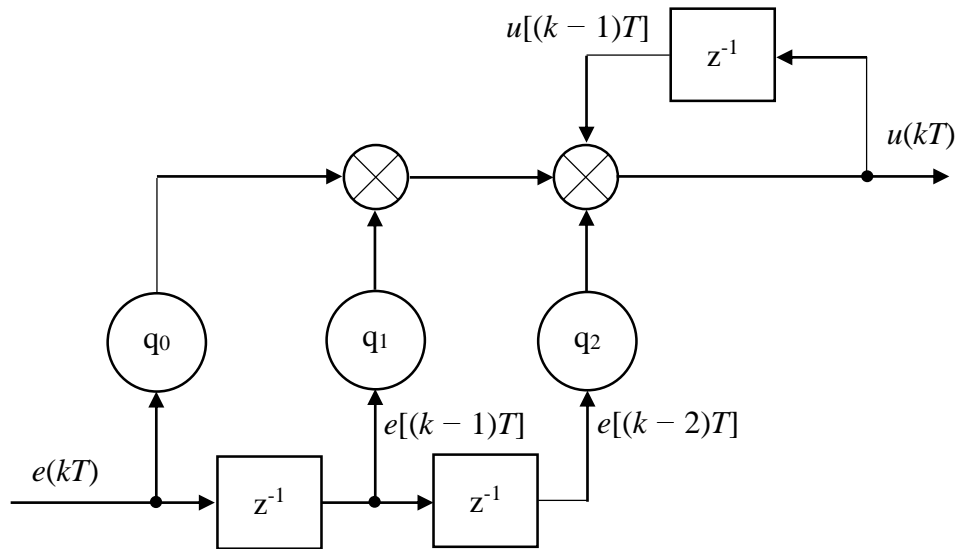 u[(k − 1)T]
z⁻¹
u(kT)
q₀
q₁
q₂
e[(k − 1)T]
e[(k − 2)T]
e(kT)
z⁻¹
z⁻¹